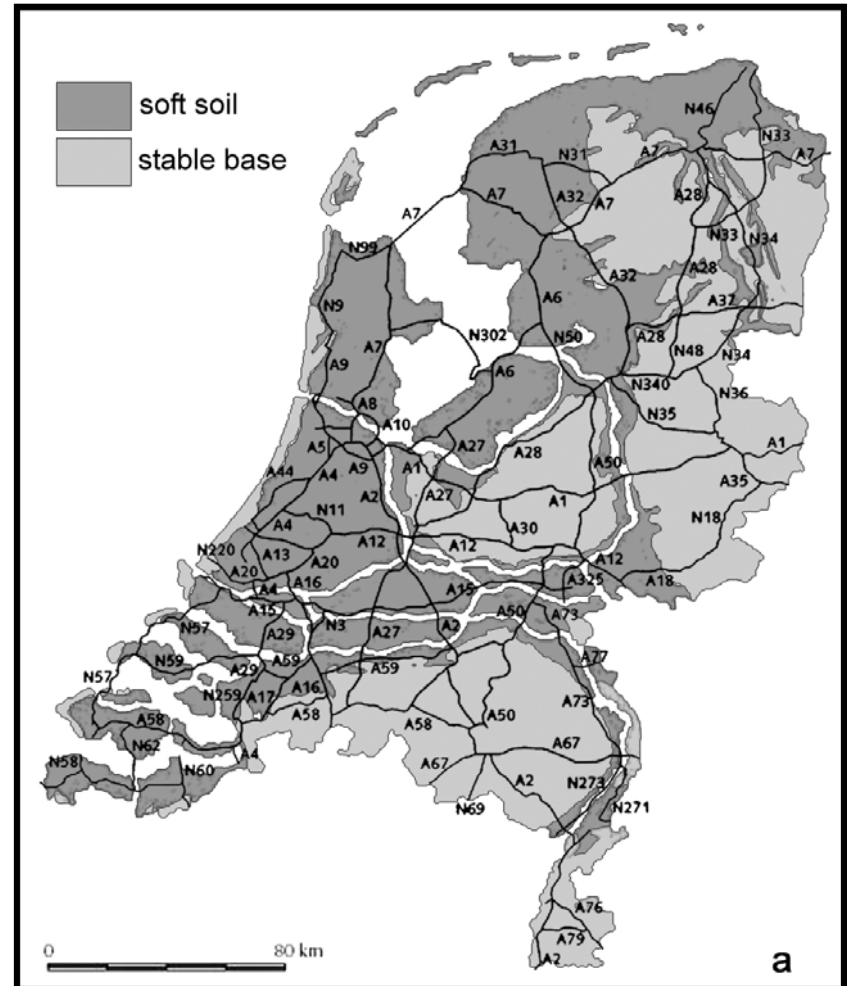 soft soil
stable base
N46
N33
A31
N31
A7
A7
A7
A32
A7
A28
A7
N33
N34
N99
A28
A32
N9
A6
A37
N302
N50
A7
A28
N48
N34
A9
A6
N340
N36
A8
N35
A10
A27
A5
A9
A1
A28
A1
A44
A4
A2
A27
A50
A35
A1
N11
A30
N18
A4
A12
A12
A12
N220
A13
A20
A20
A4
A16
A15
A325
A18
A15
N3
A50
A73
N57
A29
A27
A2
N59
A29
A59
A59
A77
N57
N259
A17
A16
A73
A58
A58
A50
A58
N62
A67
A4
A67
N58
N60
A2
N273
N69
N271
A76
A79
A2
0 80 km
a